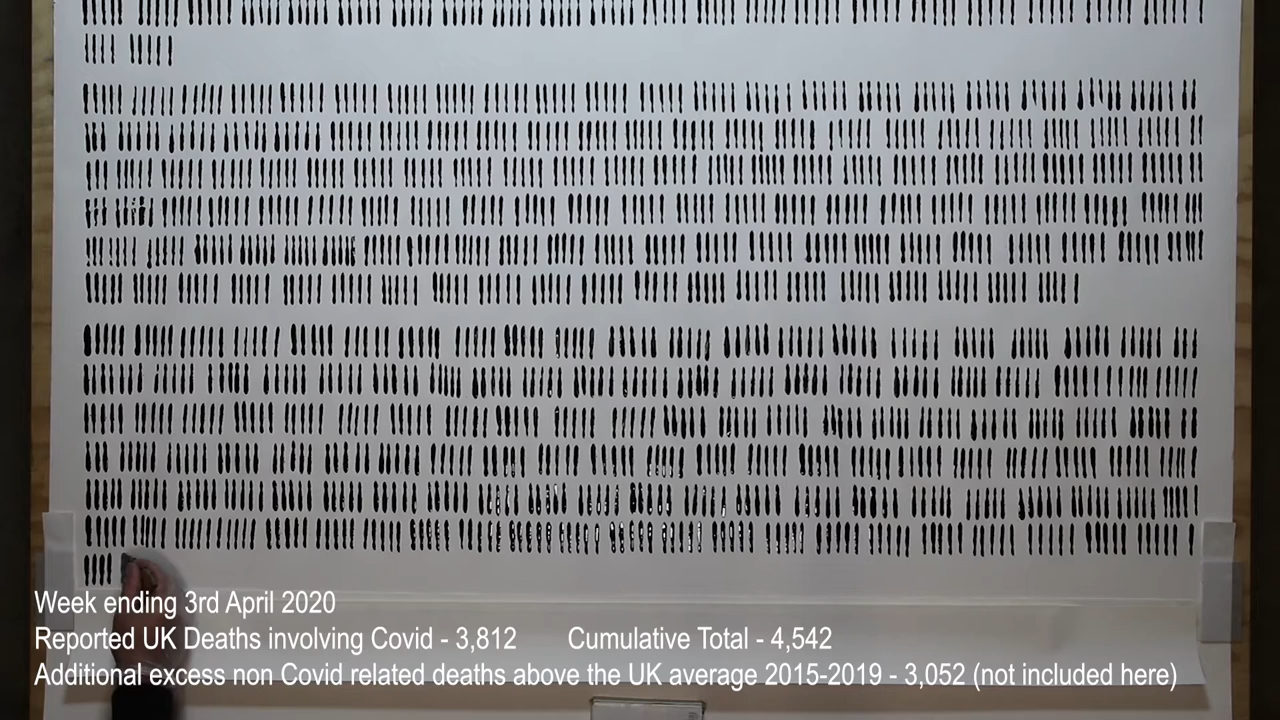 Week ending 3rd April 2020
Reported UK Deaths involving Covid - 3,812 Cumulative Total - 4,542
Additional excess non Covid related deaths above the UK average 2015-2019 - 3,052 (not included here)